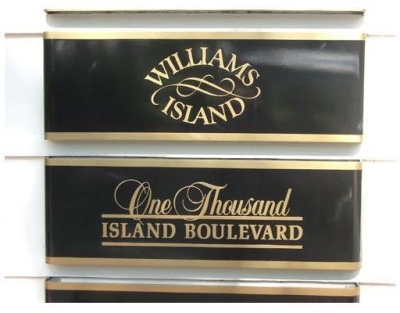 WILLIAMS
ISLAND
One Thousand
ISLAND BOULEVARD